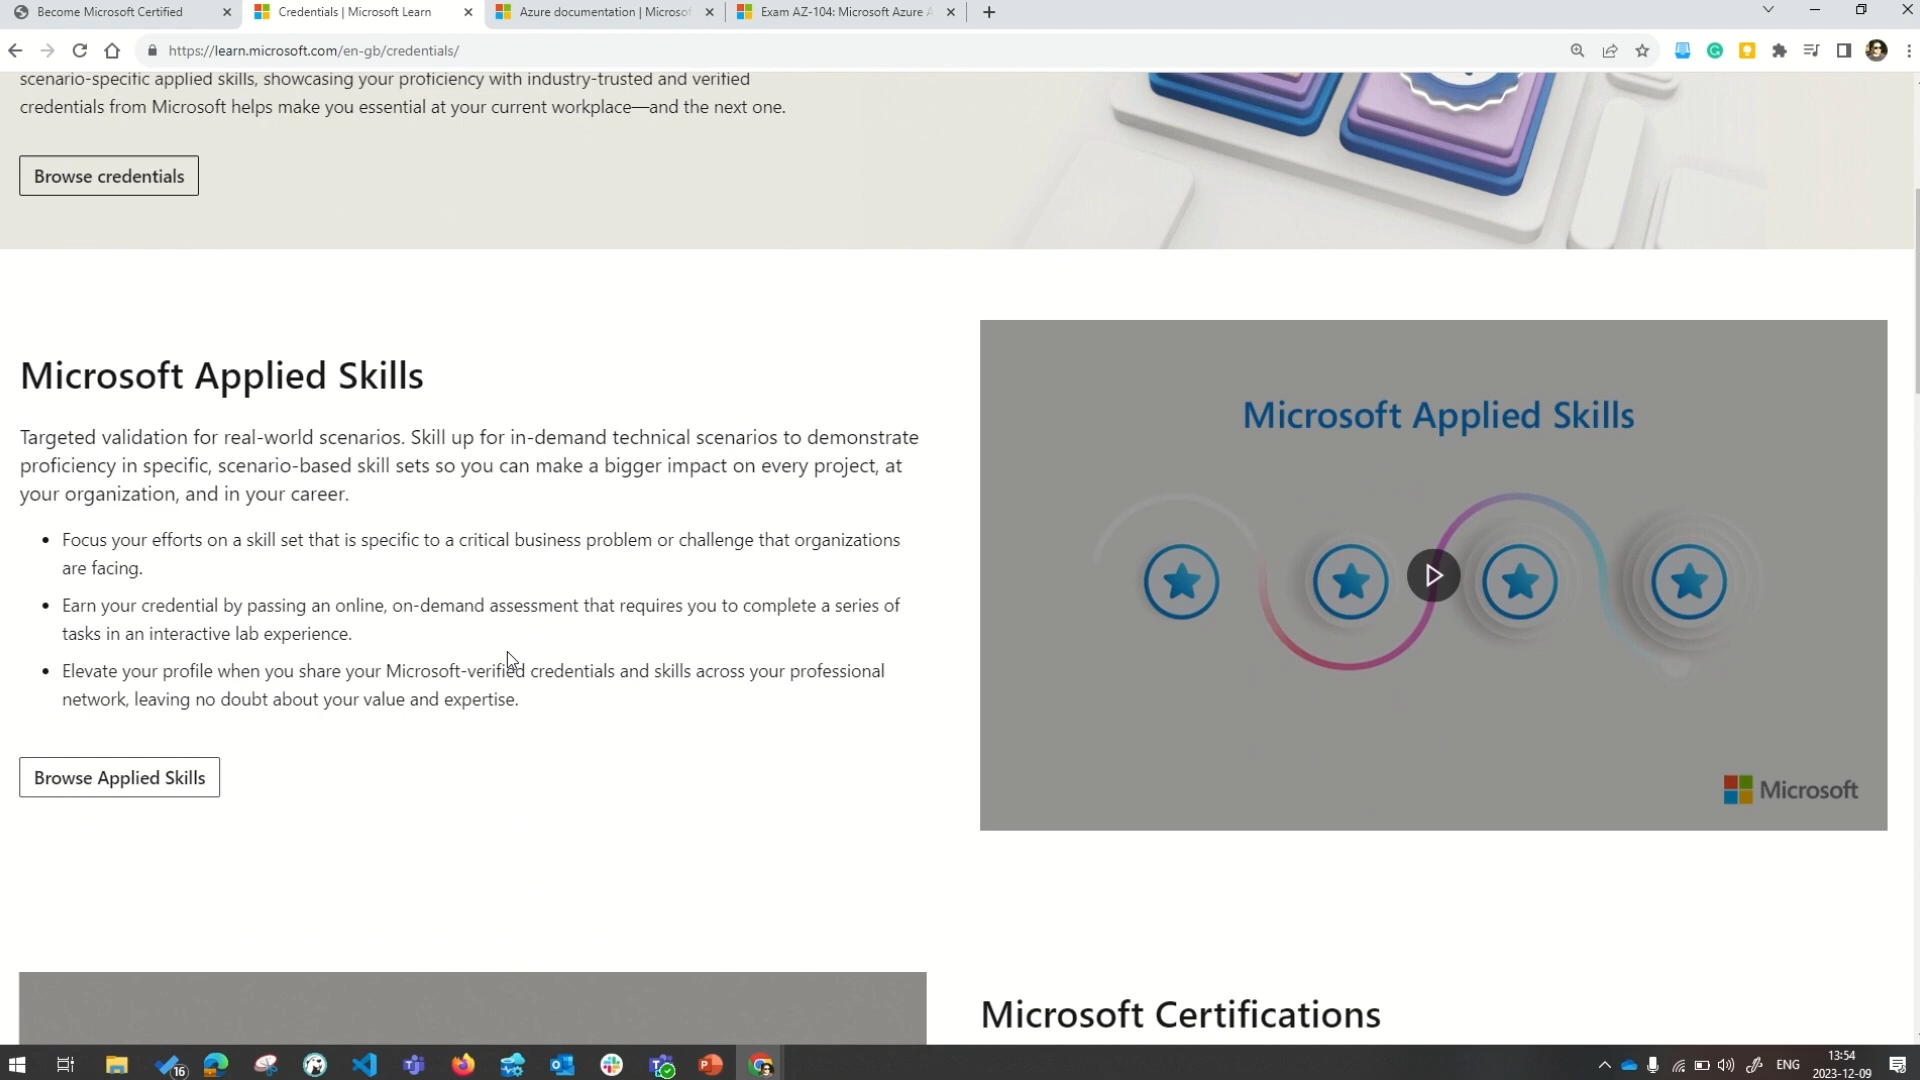 Become Microsoft Certified
Credentials | Microsoft Learn
Azure documentation | Microsof
Exam AZ-104: Microsoft Azure A
https://learn.microsoft.com/en-gb/credentials/
scenario-specific applied skills, showcasing your proficiency with industry-trusted and verified
credentials from Microsoft helps make you essential at your current workplace—and the next one.
Browse credentials
Microsoft Applied Skills
Targeted validation for real-world scenarios. Skill up for in-demand technical scenarios to demonstrate
proficiency in specific, scenario-based skill sets so you can make a bigger impact on every project, at
your organization, and in your career.
• Focus your efforts on a skill set that is specific to a critical business problem or challenge that organizations
are facing.
• Earn your credential by passing an online, on-demand assessment that requires you to complete a series of
tasks in an interactive lab experience.
• Elevate your profile when you share your Microsoft-verified credentials and skills across your professional
network, leaving no doubt about your value and expertise.
Browse Applied Skills
Microsoft Applied Skills
Microsoft
Microsoft Certifications
16
ENG
13:54
2023-12-09